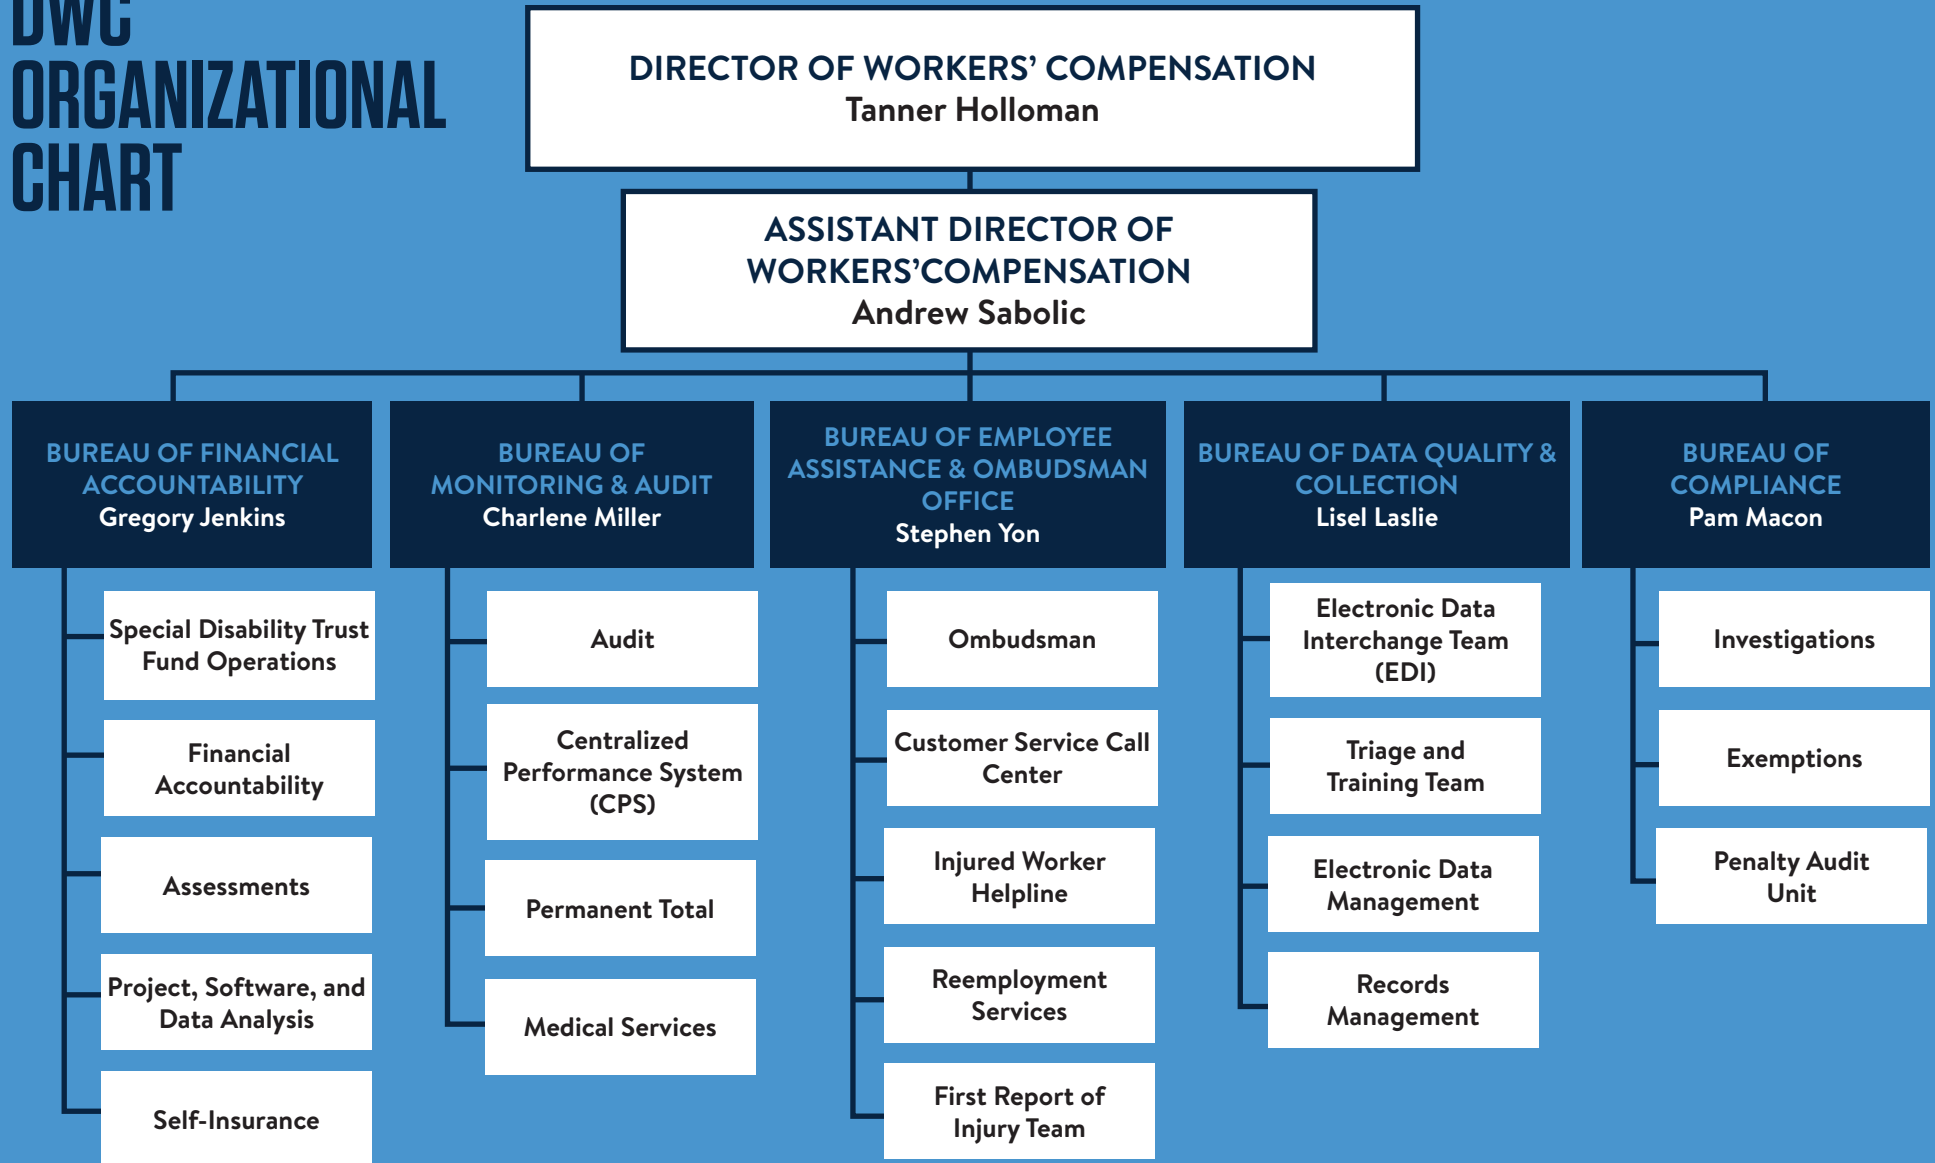 DWC
ORGANIZATIONAL
CHART
DIRECTOR OF WORKERS’ COMPENSATION
Tanner Holloman
ASSISTANT DIRECTOR OF
WORKERS’COMPENSATION
Andrew Sabolic
BUREAU OF FINANCIAL
ACCOUNTABILITY
Gregory Jenkins
Special Disability Trust
Fund Operations
Financial
Accountability
Assessments
Project, Software, and
Data Analysis
Self-Insurance
BUREAU OF
MONITORING & AUDIT
Charlene Miller
Audit
Centralized
Performance System
(CPS)
Permanent Total
Medical Services
BUREAU OF EMPLOYEE
ASSISTANCE & OMBUDSMAN
OFFICE
Stephen Yon
Ombudsman
Customer Service Call
Center
Injured Worker
Helpline
Reemployment
Services
First Report of
Injury Team
BUREAU OF DATA QUALITY &
COLLECTION
Lisel Laslie
Electronic Data
Interchange Team
(EDI)
Triage and
Training Team
Electronic Data
Management
Records
Management
BUREAU OF
COMPLIANCE
Pam Macon
Investigations
Exemptions
Penalty Audit
Unit